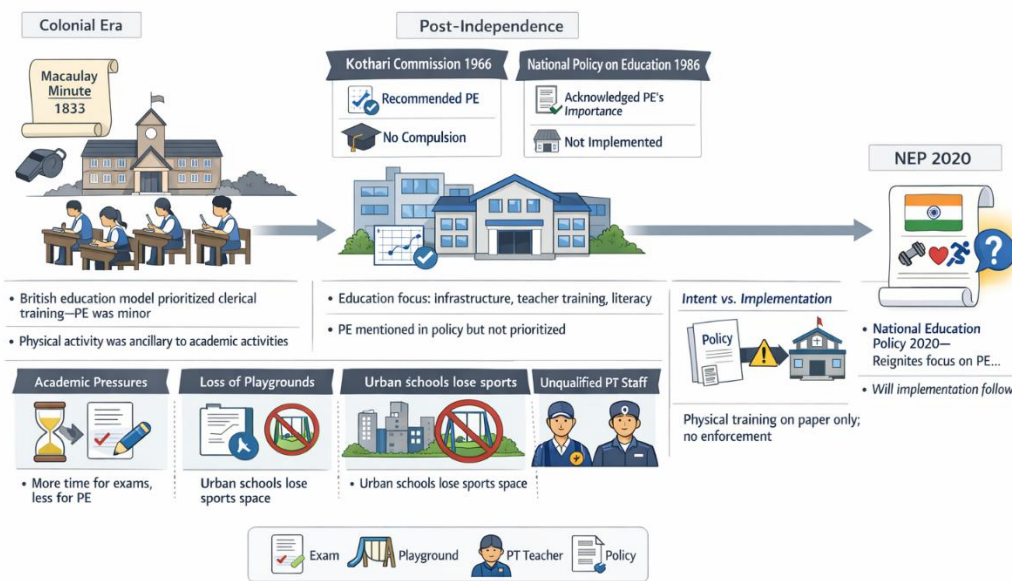 Colonial Era
Macaulay
Minute
1833
• British education model prioritized clerical
training—PE was minor
• Physical activity was ancillary to academic activities
Post-Independence
Kothari Commission 1966
Recommended PE
No Compulsion
National Policy on Education 1986
Acknowledged PE's
Importance
Not Implemented
• Education focus: infrastructure, teacher training, literacy
• PE mentioned in policy but not prioritized
Intent vs. Implementation
Policy
Physical training on paper only;
no enforcement
NEP 2020
?
• National Education
Policy 2020—
Reignites focus on PE...
• Will implementation follow
Academic Pressures
• More time for exams,
less for PE
Loss of Playgrounds
Urban schools lose
sports space
Urban schools lose sports
• Urban schools lose sports space
Unqualified PT Staff
Exam
Playground
PT Teacher
Policy